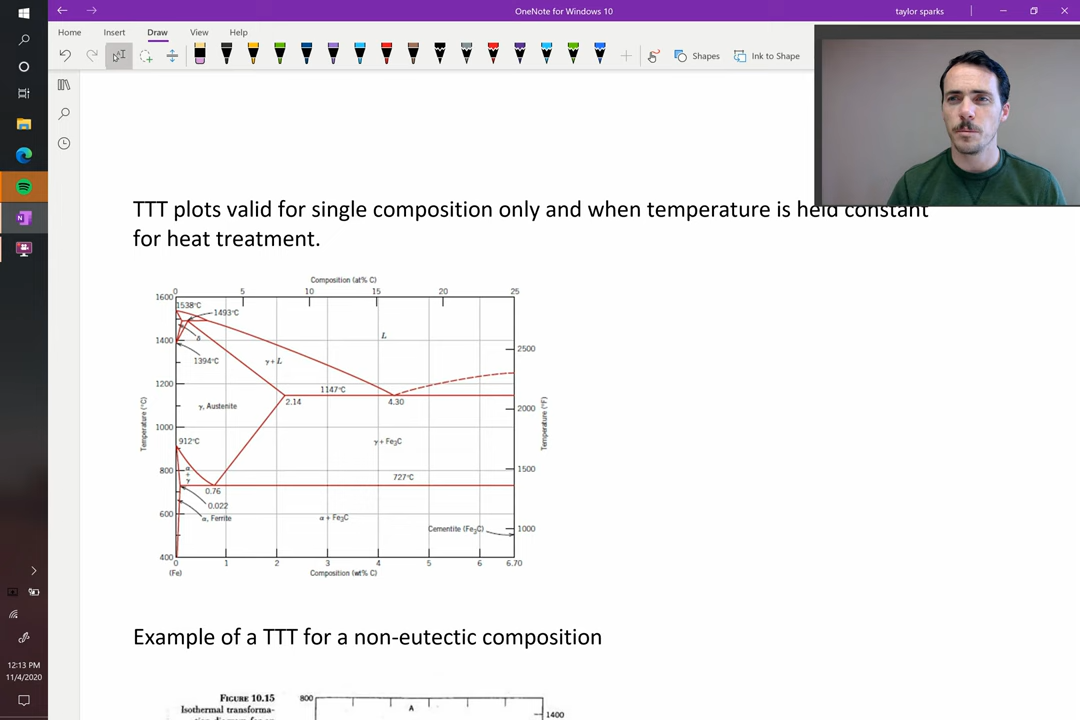 OneNote for Windows 10
taylor sparks
Home Insert Draw View Help
Shapes
Ink to Shape
TTT plots valid for single composition only and when temperature is held constant
for heat treatment.
Composition (at% C)
0 5 10 15 20 25
1600
1538°C
1493°C
L
δ
1400
2500
1394°C
γ + L
1200
1147°C
2.14
4.30
2000
γ, Austenite
Temperature (°C)
Temperature (°F)
1000
912°C
γ + Fe3C
α
+
γ
800
1500
727°C
0.76
0.022
600
α, Ferrite
α + Fe3C
Cementite (Fe3C)
1000
400
0 1 2 3 4 5 6 6.70
(Fe)
Composition (wt% C)
Example of a TTT for a non-eutectic composition
FIGURE 10.15
Isothermal transforma-
800
A
1400
12:13 PM
11/4/2020